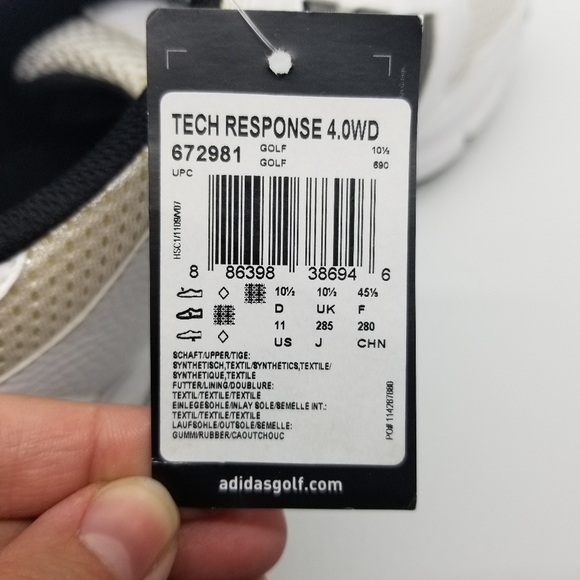 TECH RESPONSE 4.0WD
672981 GOLF 10½
GOLF 690
UPC
HSC1/1109/V07
8 86398 38694 6
10½ 10½ 45⅓
D UK F
11 285 280
US J CHN
SCHAFT/UPPER/TIGE:
SYNTHETISCH,TEXTIL/SYNTHETICS,TEXTILE/
SYNTHETIQUE,TEXTILE
FUTTER/LINING/DOUBLURE:
TEXTIL/TEXTILE/TEXTILE
EINLEGESOHLE/INLAY SOLE/SEMELLE INT.:
TEXTIL/TEXTILE/TEXTILE
LAUFSOHLE/OUTSOLE/SEMELLE:
GUMMI/RUBBER/CAOUTCHOUC
adidasgolf.com